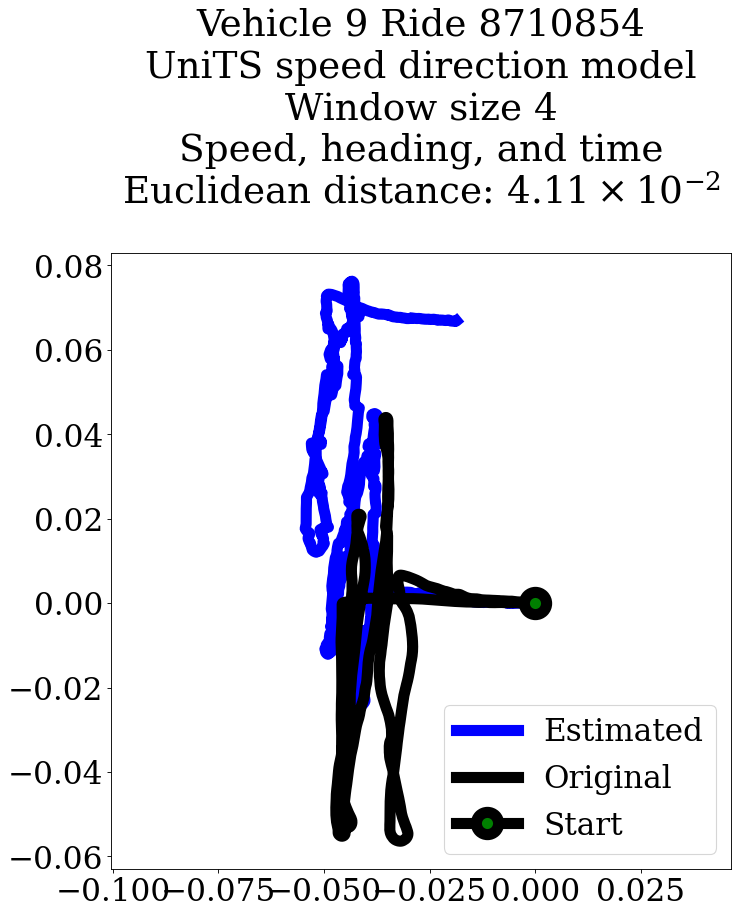 Vehicle 9 Ride 8710854
UniTS speed direction model
Window size 4
Speed, heading, and time
Euclidean distance: 4.11 × 10⁻²
0.08
0.06
0.04
0.02
0.00
−0.02
−0.04
−0.06
Estimated
Original
Start
−0.100 −0.075 −0.050 −0.025 0.000 0.025